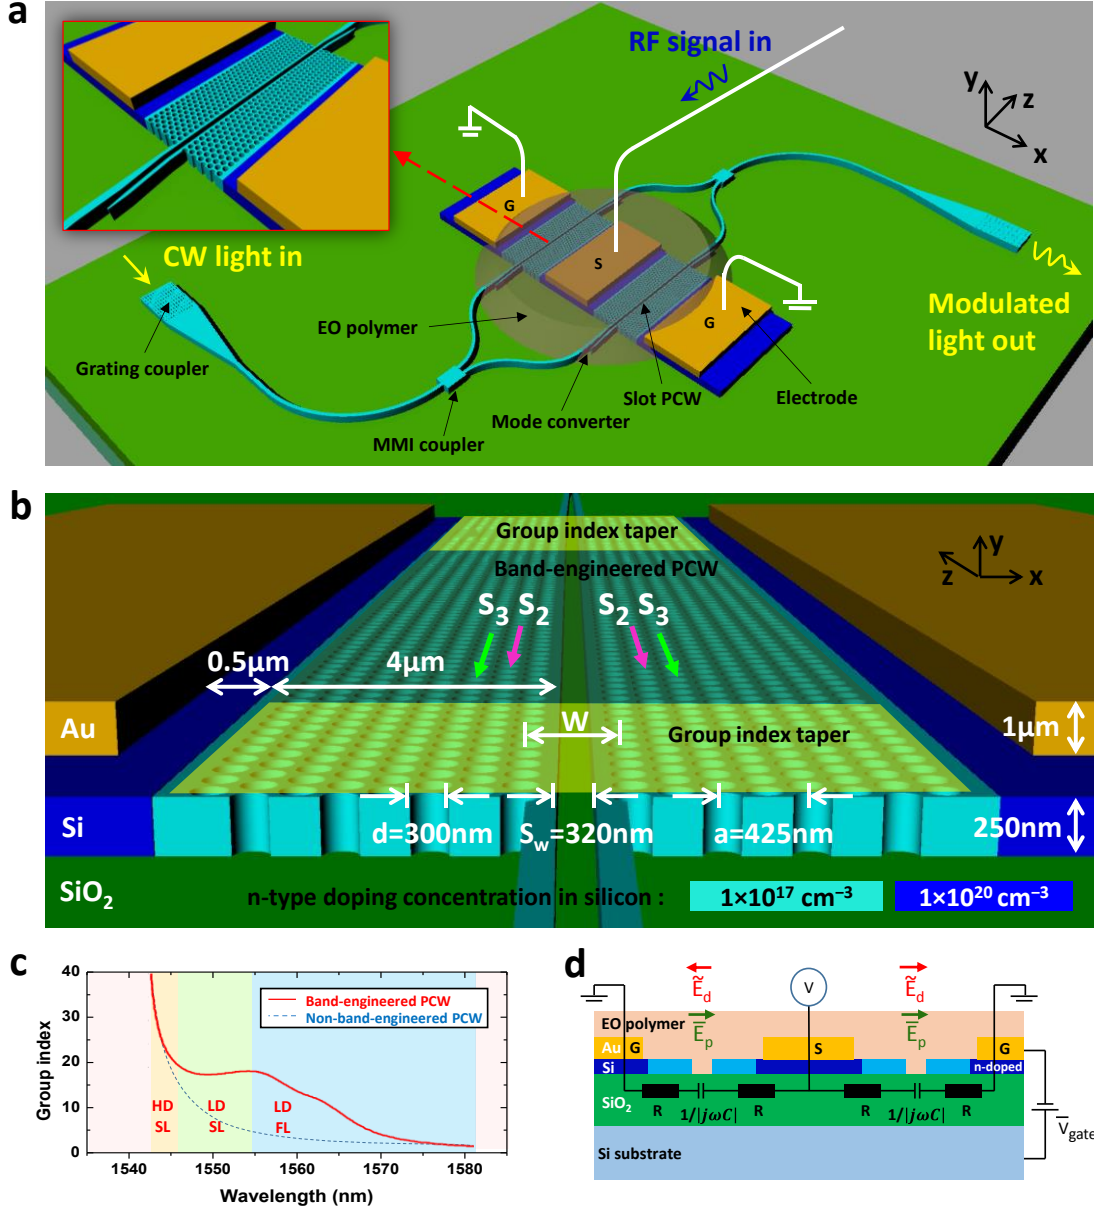 a
RF signal in
y
z
x
G
CW light in
S
EO polymer
G
Modulated
light out
Grating coupler
Slot PCW
Electrode
Mode converter
MMI coupler
b
Group index taper
Band-engineered PCW
y
z
x
S3 S2
S2 S3
0.5μm
4μm
W
Au
1μm
Group index taper
Si
d=300nm
Sw=320nm
a=425nm
250nm
SiO2
n-type doping concentration in silicon :
1×10^17 cm^–3
1×10^20 cm^–3
c
40
30
20
10
0
Group index
Band-engineered PCW
Non-band-engineered PCW
HD
SL
LD
SL
LD
FL
1540
1550
1560
1570
1580
Wavelength (nm)
d
Ẽd
V
Ẽd
EO polymer
E̅p
E̅p
Au
G
S
G
Si
n-doped
SiO2
R
1/|jωC|
R
R
1/|jωC|
R
V̅gate
Si substrate